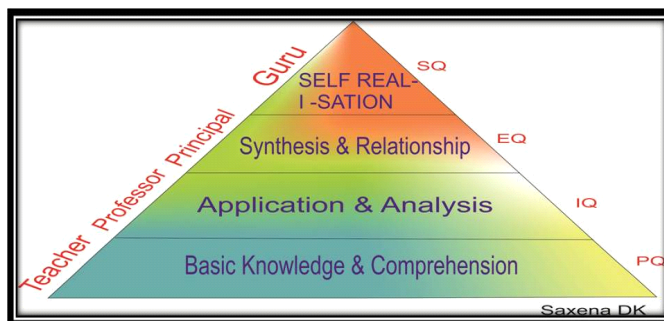 Guru
SQ
SELF REAL-
I -SATION
Principal
EQ
Synthesis & Relationship
Professor
IQ
Application & Analysis
Teacher
PQ
Basic Knowledge & Comprehension
Saxena DK